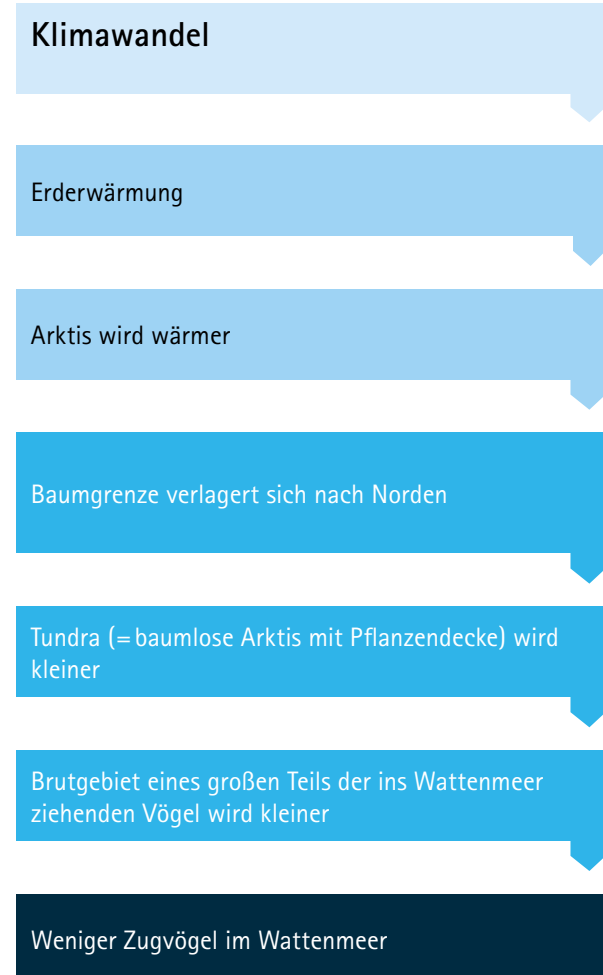 Klimawandel
Erderwärmung
Arktis wird wärmer
Baumgrenze verlagert sich nach Norden
Tundra (= baumlose Arktis mit Pflanzendecke) wird
kleiner
Brutgebiet eines großen Teils der ins Wattenmeer
ziehenden Vögel wird kleiner
Weniger Zugvögel im Wattenmeer